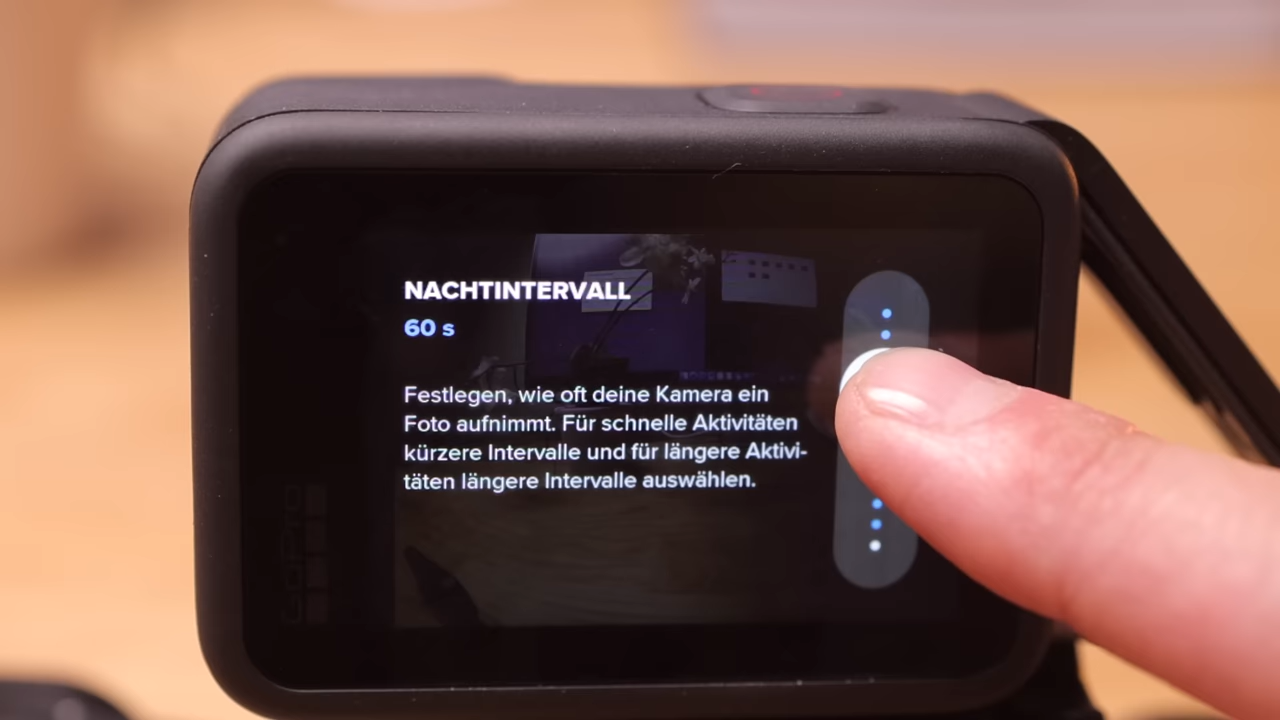 NACHTINTERVALL
60 s
Festlegen, wie oft deine Kamera ein
Foto aufnimmt. Für schnelle Aktivitäten
kürzere Intervalle und für längere Aktivi-
täten längere Intervalle auswählen.